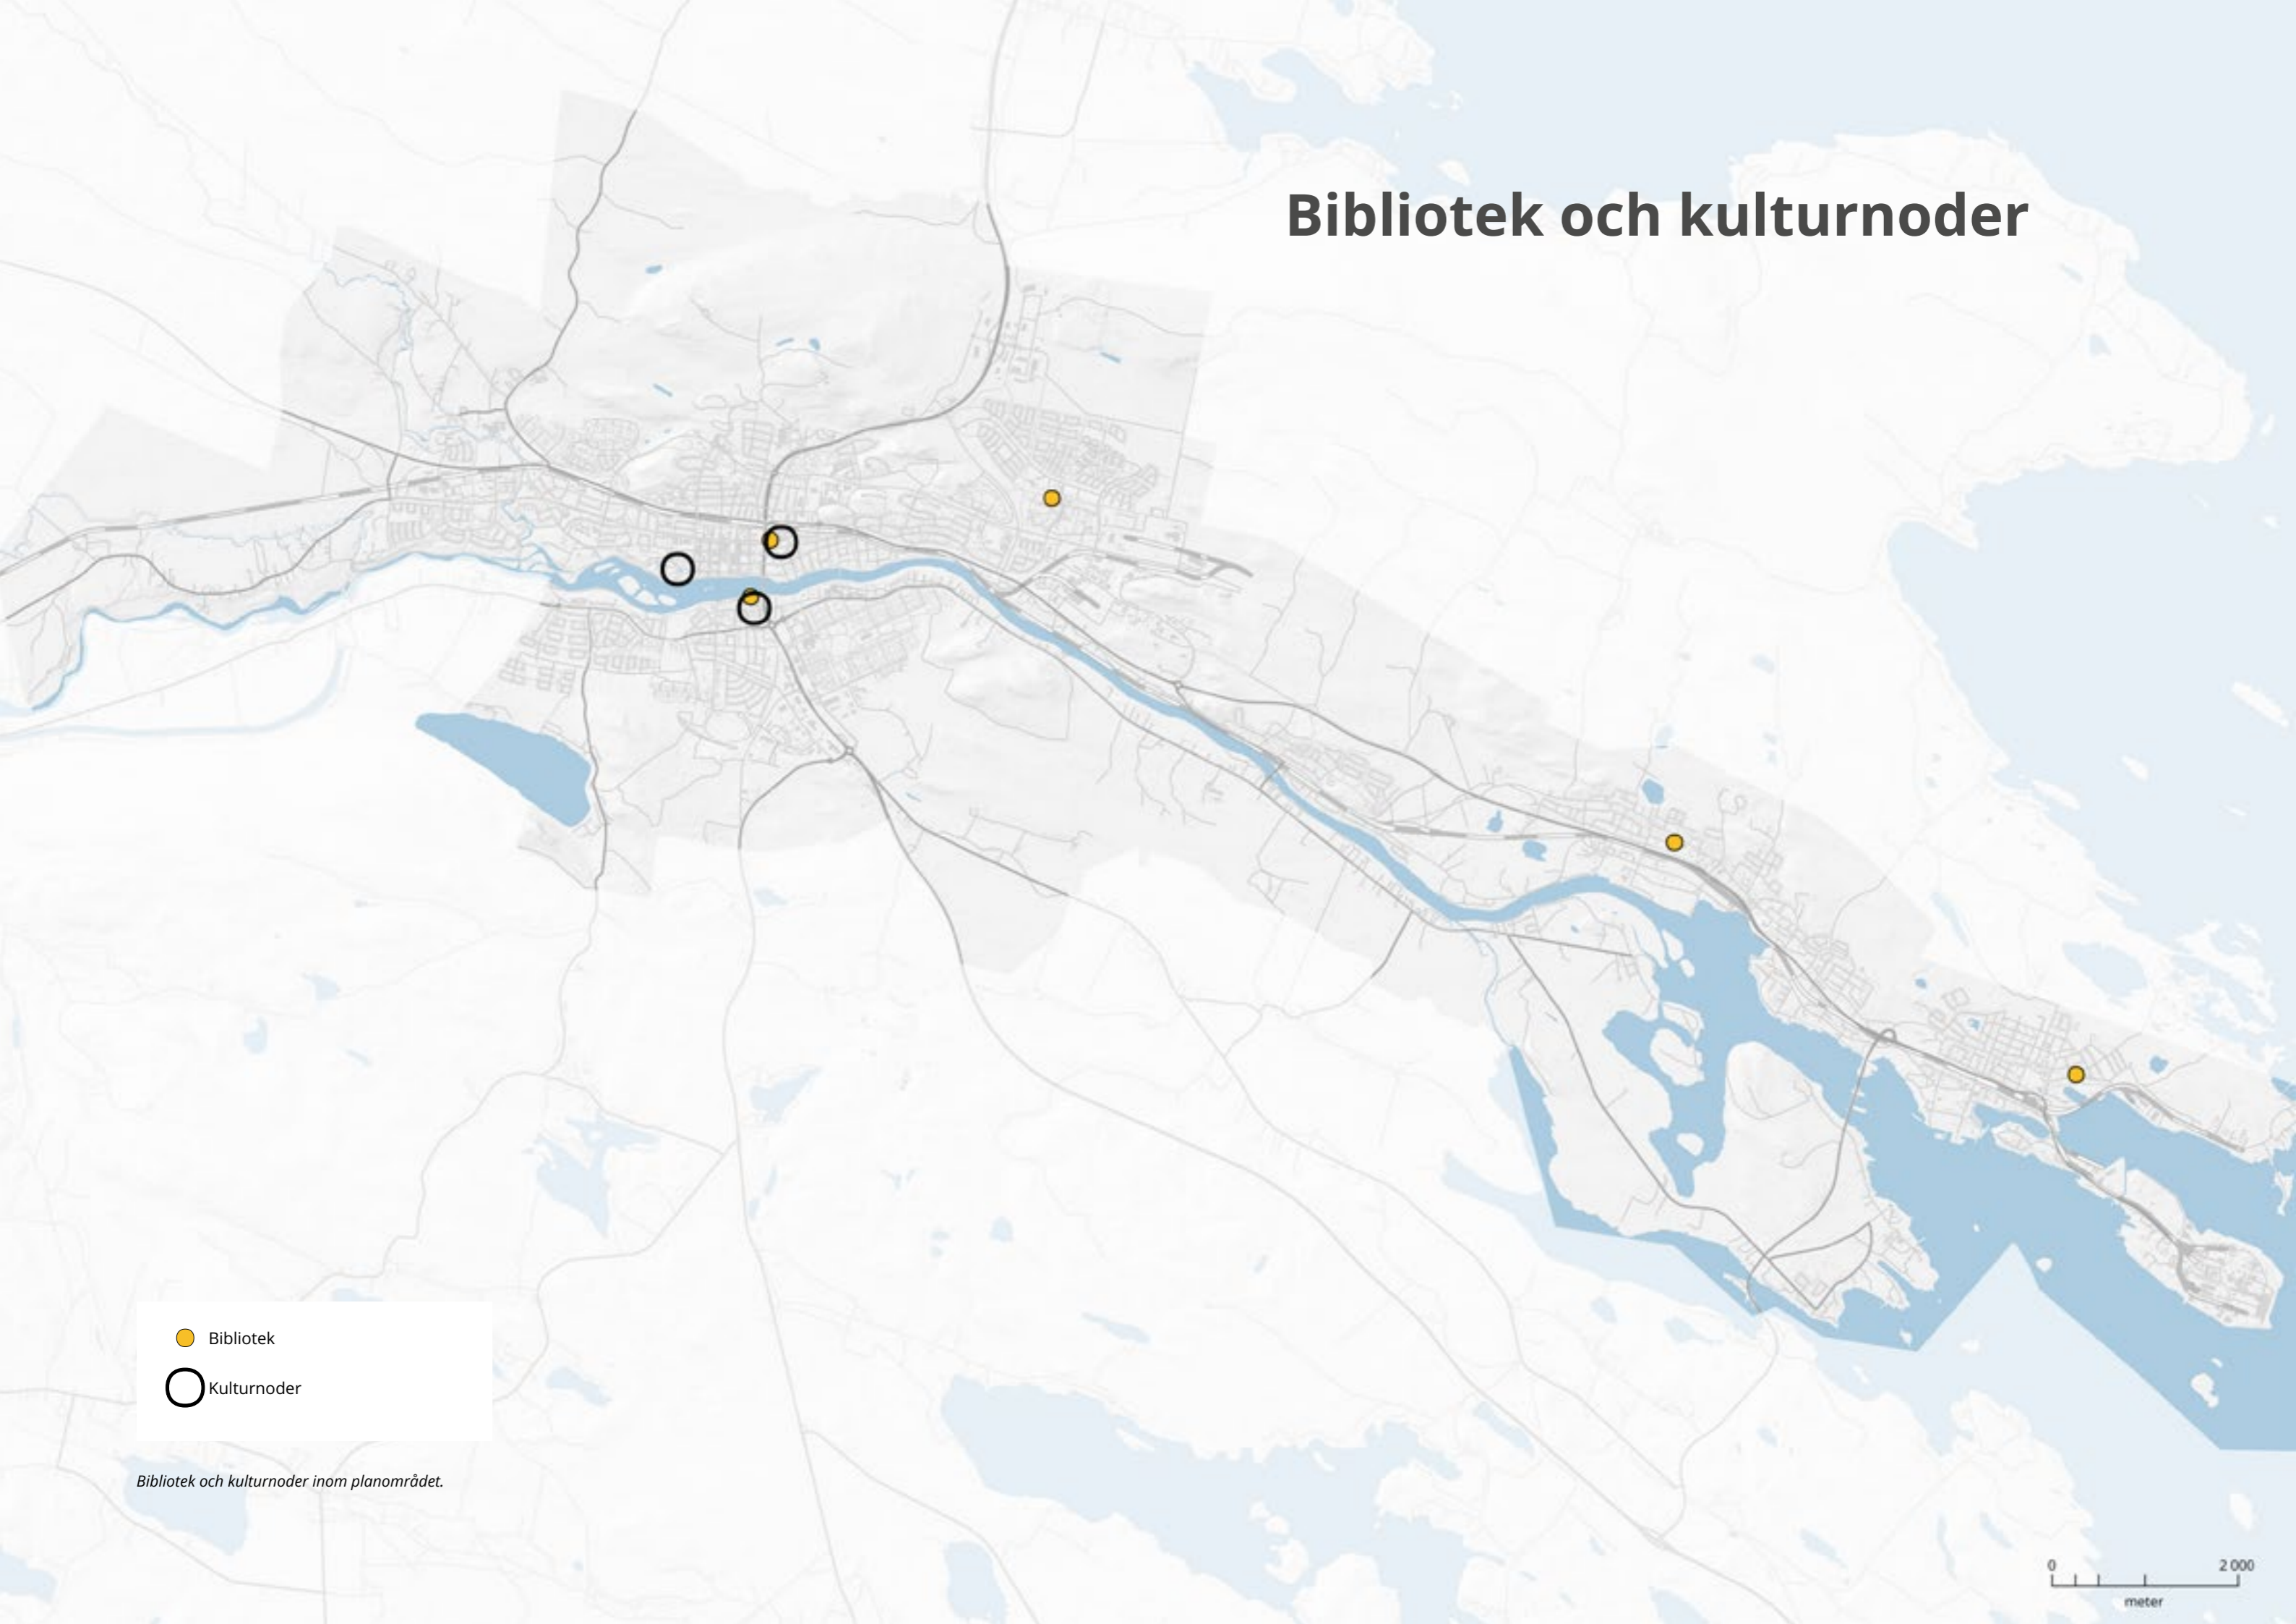 Bibliotek och kulturnoder
Bibliotek
Kulturnoder
Bibliotek och kulturnoder inom planområdet.
0 2 000
meter